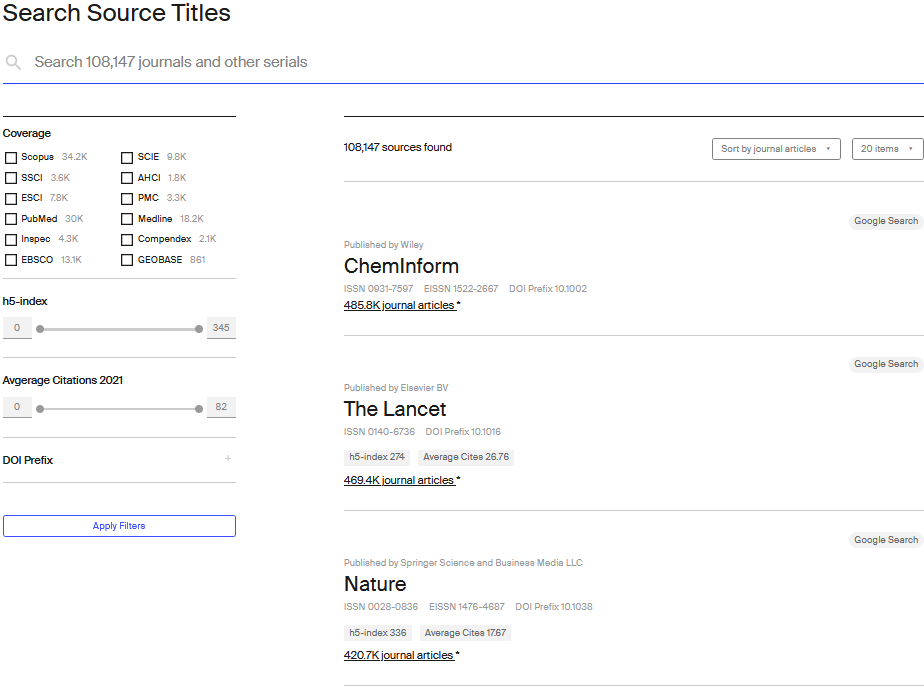 Search Source Titles
Search 108,147 journals and other serials
Coverage
Scopus 34.2K SCIE 9.8K
SSCI 3.6K AHCI 1.8K
ESCI 7.8K PMC 3.3K
PubMed 30K Medline 18.2K
Inspec 4.3K Compendex 2.1K
EBSCO 13.1K GEOBASE 861
h5-index
0 345
Avgerage Citations 2021
0 82
DOI Prefix +
Apply Filters
108,147 sources found Sort by journal articles 20 items
Google Search
Published by Wiley
ChemInform
ISSN 0931-7597 EISSN 1522-2667 DOI Prefix 10.1002
485.8K journal articles *
Google Search
Published by Elsevier BV
The Lancet
ISSN 0140-6736 DOI Prefix 10.1016
h5-index 274 Average Cites 26.76
469.4K journal articles *
Google Search
Published by Springer Science and Business Media LLC
Nature
ISSN 0028-0836 EISSN 1476-4687 DOI Prefix 10.1038
h5-index 336 Average Cites 17.67
420.7K journal articles *